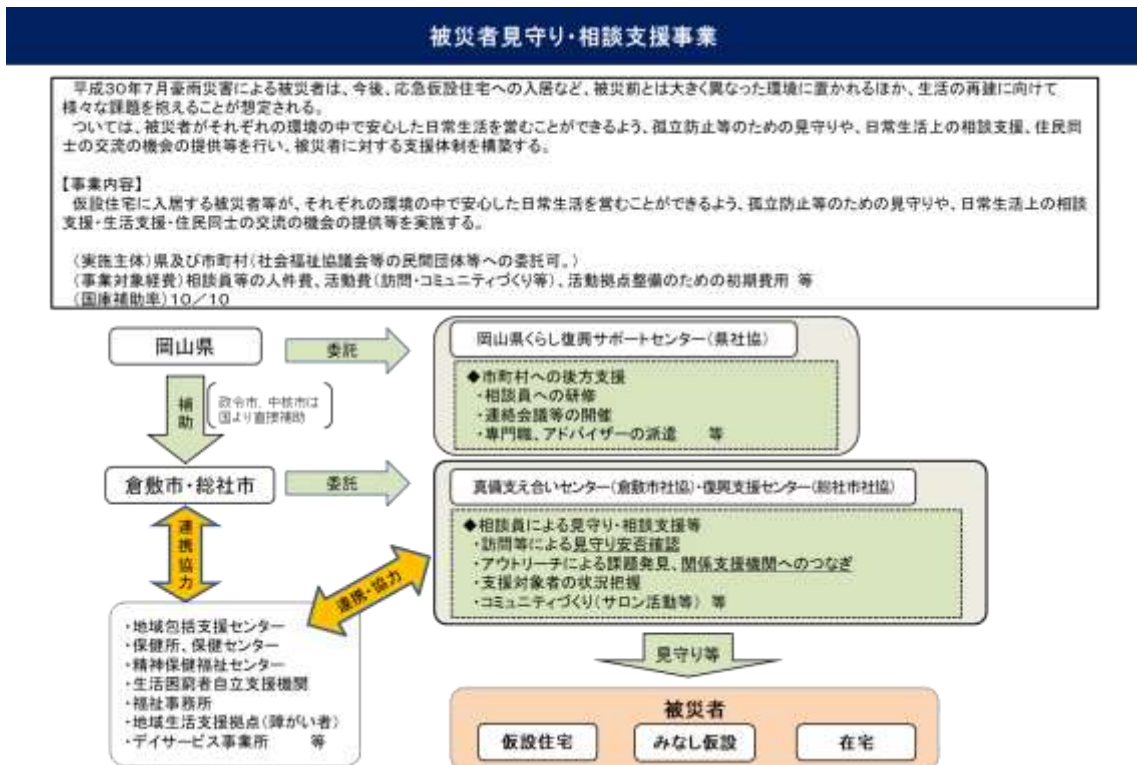 被災者見守り・相談支援事業
平成30年7月豪雨災害による被災者は、今後、応急仮設住宅への入居など、被災前とは大きく異なった環境に置かれるほか、生活の再建に向けて
様々な課題を抱えることが想定される。
ついては、被災者がそれぞれの環境の中で安心した日常生活を営むことができるよう、孤立防止等のための見守りや、日常生活上の相談支援、住民同
士の交流の機会の提供等を行い、被災者に対する支援体制を構築する。
【事業内容】
仮設住宅に入居する被災者等が、それぞれの環境の中で安心した日常生活を営むことができるよう、孤立防止等のための見守りや、日常生活上の相談
支援・生活支援・住民同士の交流の機会の提供等を実施する。
(実施主体)県及び市町村(社会福祉協議会等の民間団体等への委託可。)
(事業対象経費)相談員等の人件費、活動費(訪問・コミュニティづくり等)、活動拠点整備のための初期費用 等
(国庫補助率)10/10
岡山県
委託
岡山県くらし復興サポートセンター(県社協)
◆市町村への後方支援
・相談員への研修
・連絡会議等の開催
・専門職、アドバイザーの派遣 等
補助
政令市、中核市は
国より直接補助
倉敷市・総社市
委託
真備支え合いセンター(倉敷市社協)・復興支援センター(総社市社協)
◆相談員による見守り・相談支援等
・訪問等による見守り安否確認
・アウトリーチによる課題発見、関係支援機関へのつなぎ
・支援対象者の状況把握
・コミュニティづくり(サロン活動等) 等
連携協力
連携・協力
・地域包括支援センター
・保健所、保健センター
・精神保健福祉センター
・生活困窮者自立支援機関
・福祉事務所
・地域生活支援拠点(障がい者)
・デイサービス事業所 等
見守り等
被災者
仮設住宅
みなし仮設
在宅